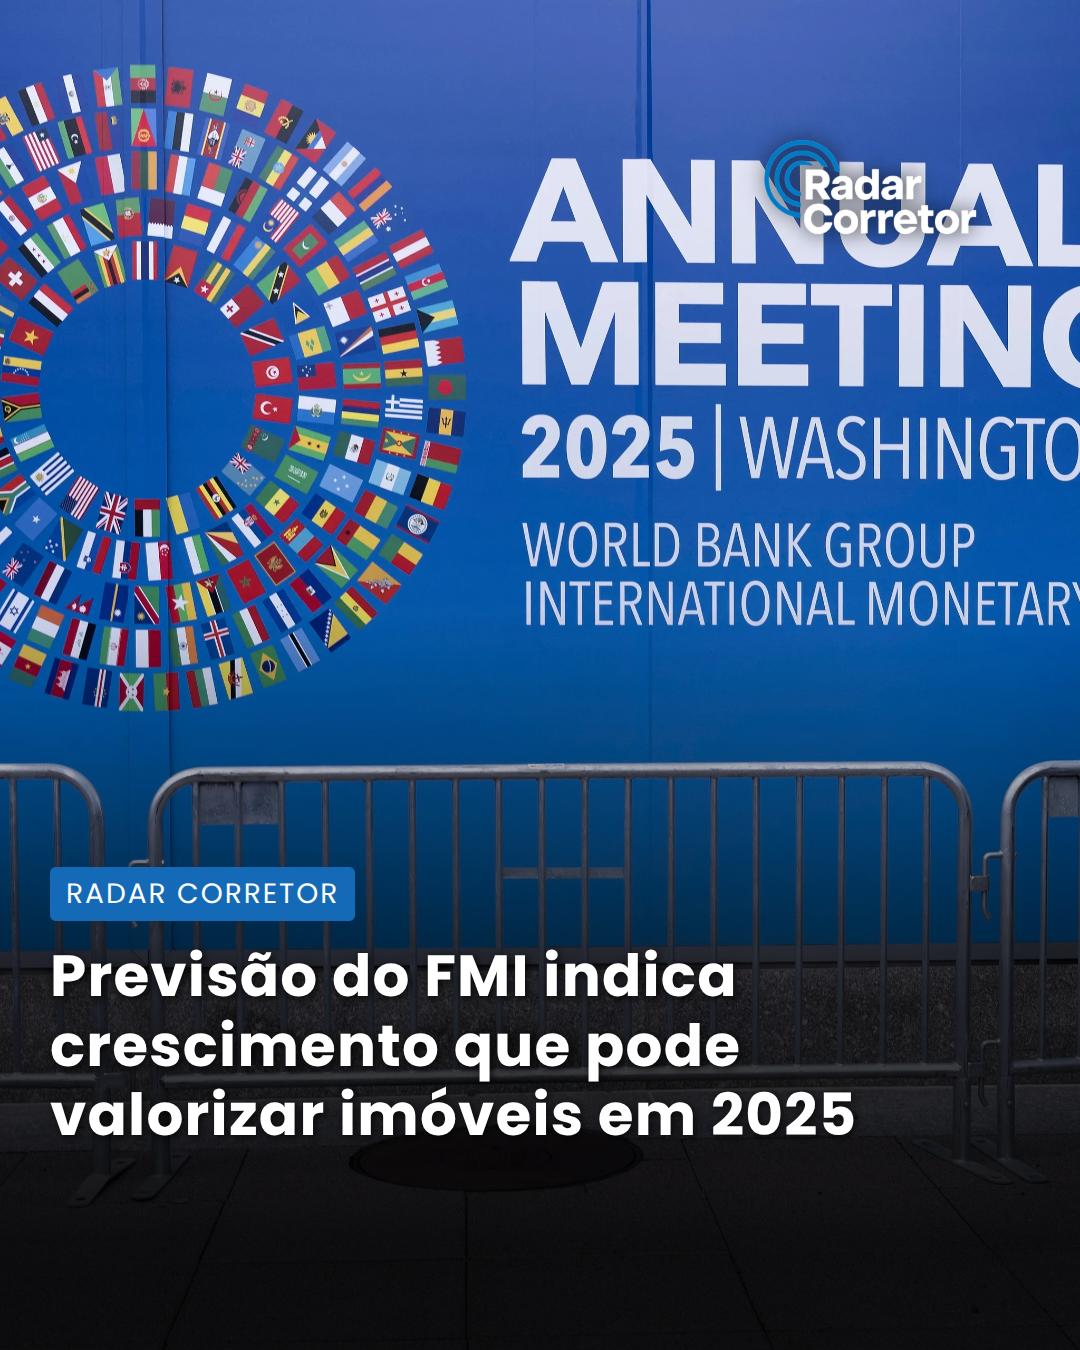 ANNUAL
MEETING
2025 | WASHINGTO
WORLD BANK GROUP
INTERNATIONAL MONETARY
Radar
Corretor
RADAR CORRETOR
Previsão do FMI indica
crescimento que pode
valorizar imóveis em 2025